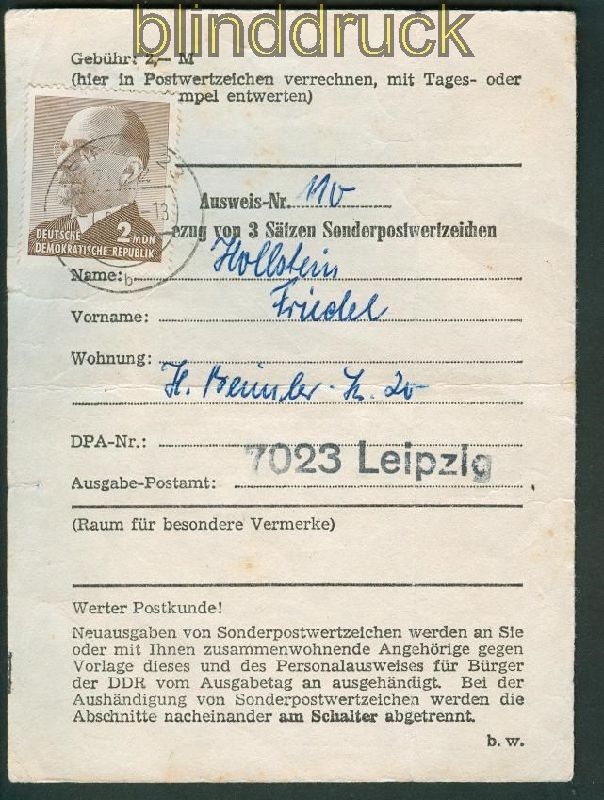 blinddruck
Gebühr: 2,— M
(hier in Postwertzeichen verrechnen, mit Tages- oder
mpel entwerten)
Ausweis-Nr. 110
ezug von 3 Sätzen Sonderpostwertzeichen
DEUTSCHE 2 MDN
DEMOKRATISCHE REPUBLIK
Name: Hollstein
Vorname: Friedel
Wohnung:
H. Beimler-Str. 20
DPA-Nr.:
7023 Leipzig
Ausgabe-Postamt:
(Raum für besondere Vermerke)
Werter Postkunde!
Neuausgaben von Sonderpostwertzeichen werden an Sie
oder mit Ihnen zusammenwohnende Angehörige gegen
Vorlage dieses und des Personalausweises für Bürger
der DDR vom Ausgabetag an ausgehändigt. Bei der
Aushändigung von Sonderpostwertzeichen werden die
Abschnitte nacheinander am Schalter abgetrennt.
b. w.